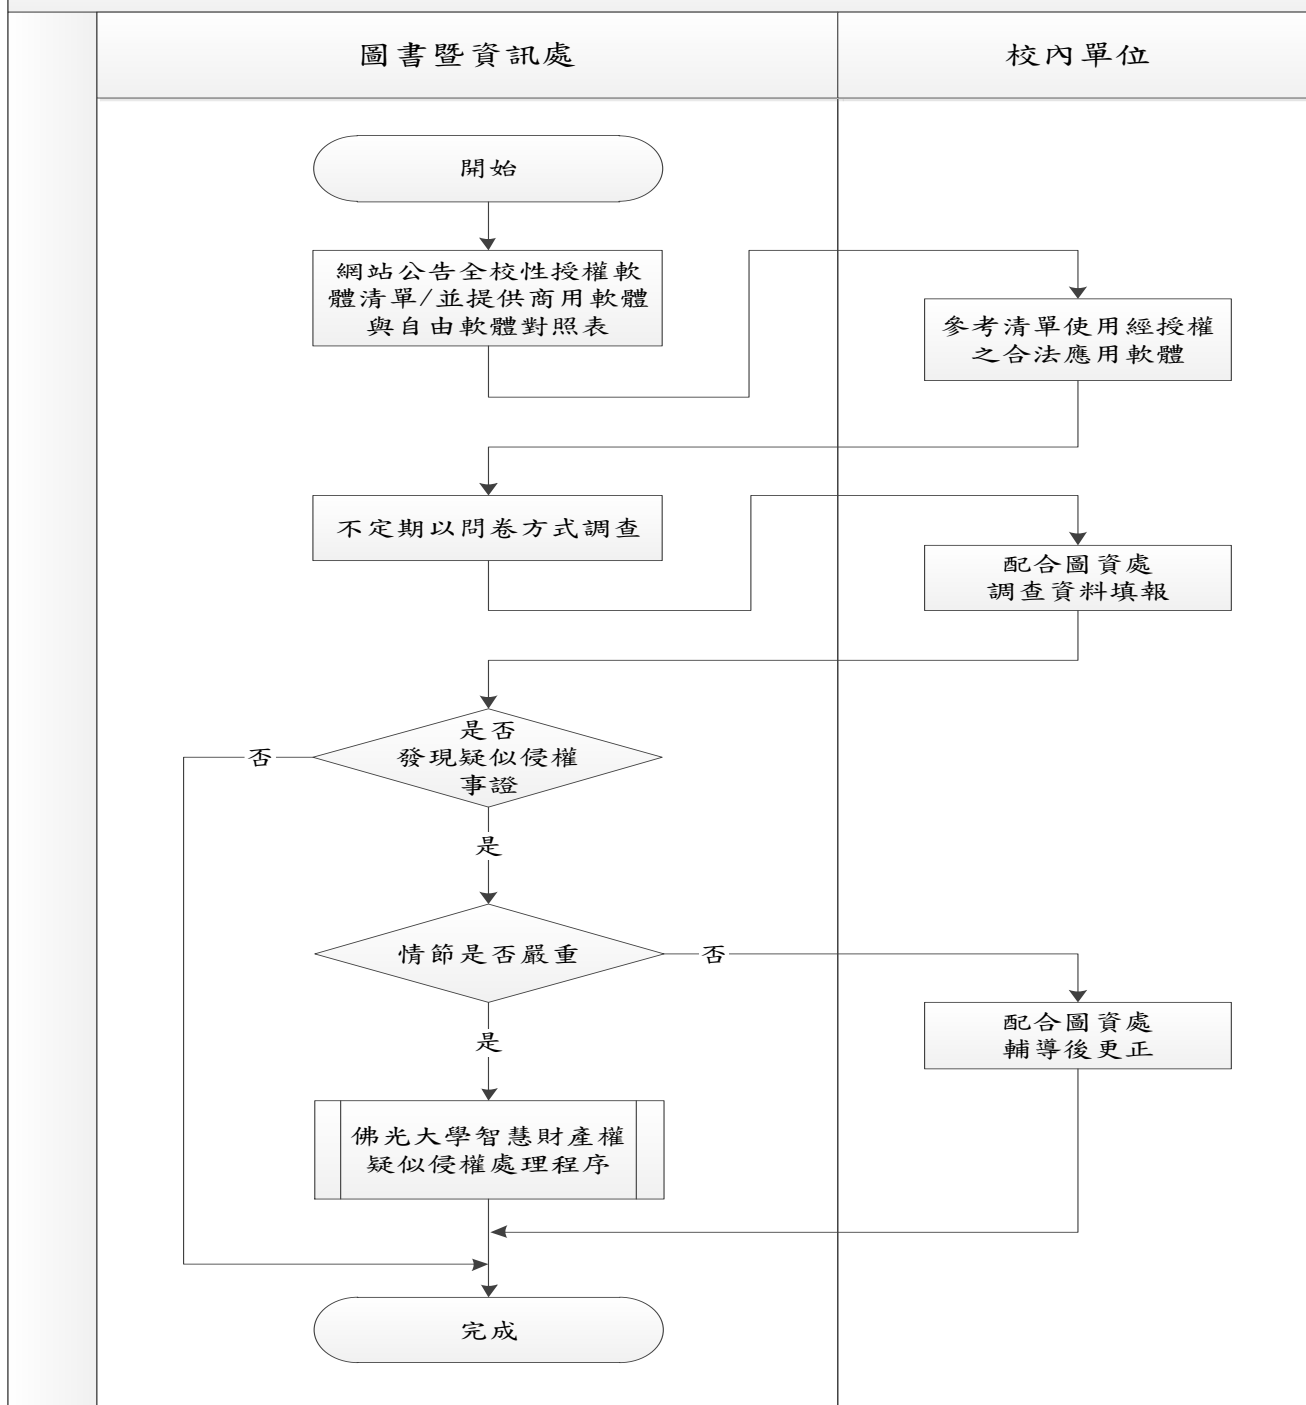 圖書暨資訊處
校內單位
開始
網站公告全校性授權軟
體清單/並提供商用軟體
與自由軟體對照表
參考清單使用經授權
之合法應用軟體
不定期以問卷方式調查
配合圖資處
調查資料填報
是否
發現疑似侵權
事證
否
是
情節是否嚴重
否
是
配合圖資處
輔導後更正
佛光大學智慧財產權
疑似侵權處理程序
完成